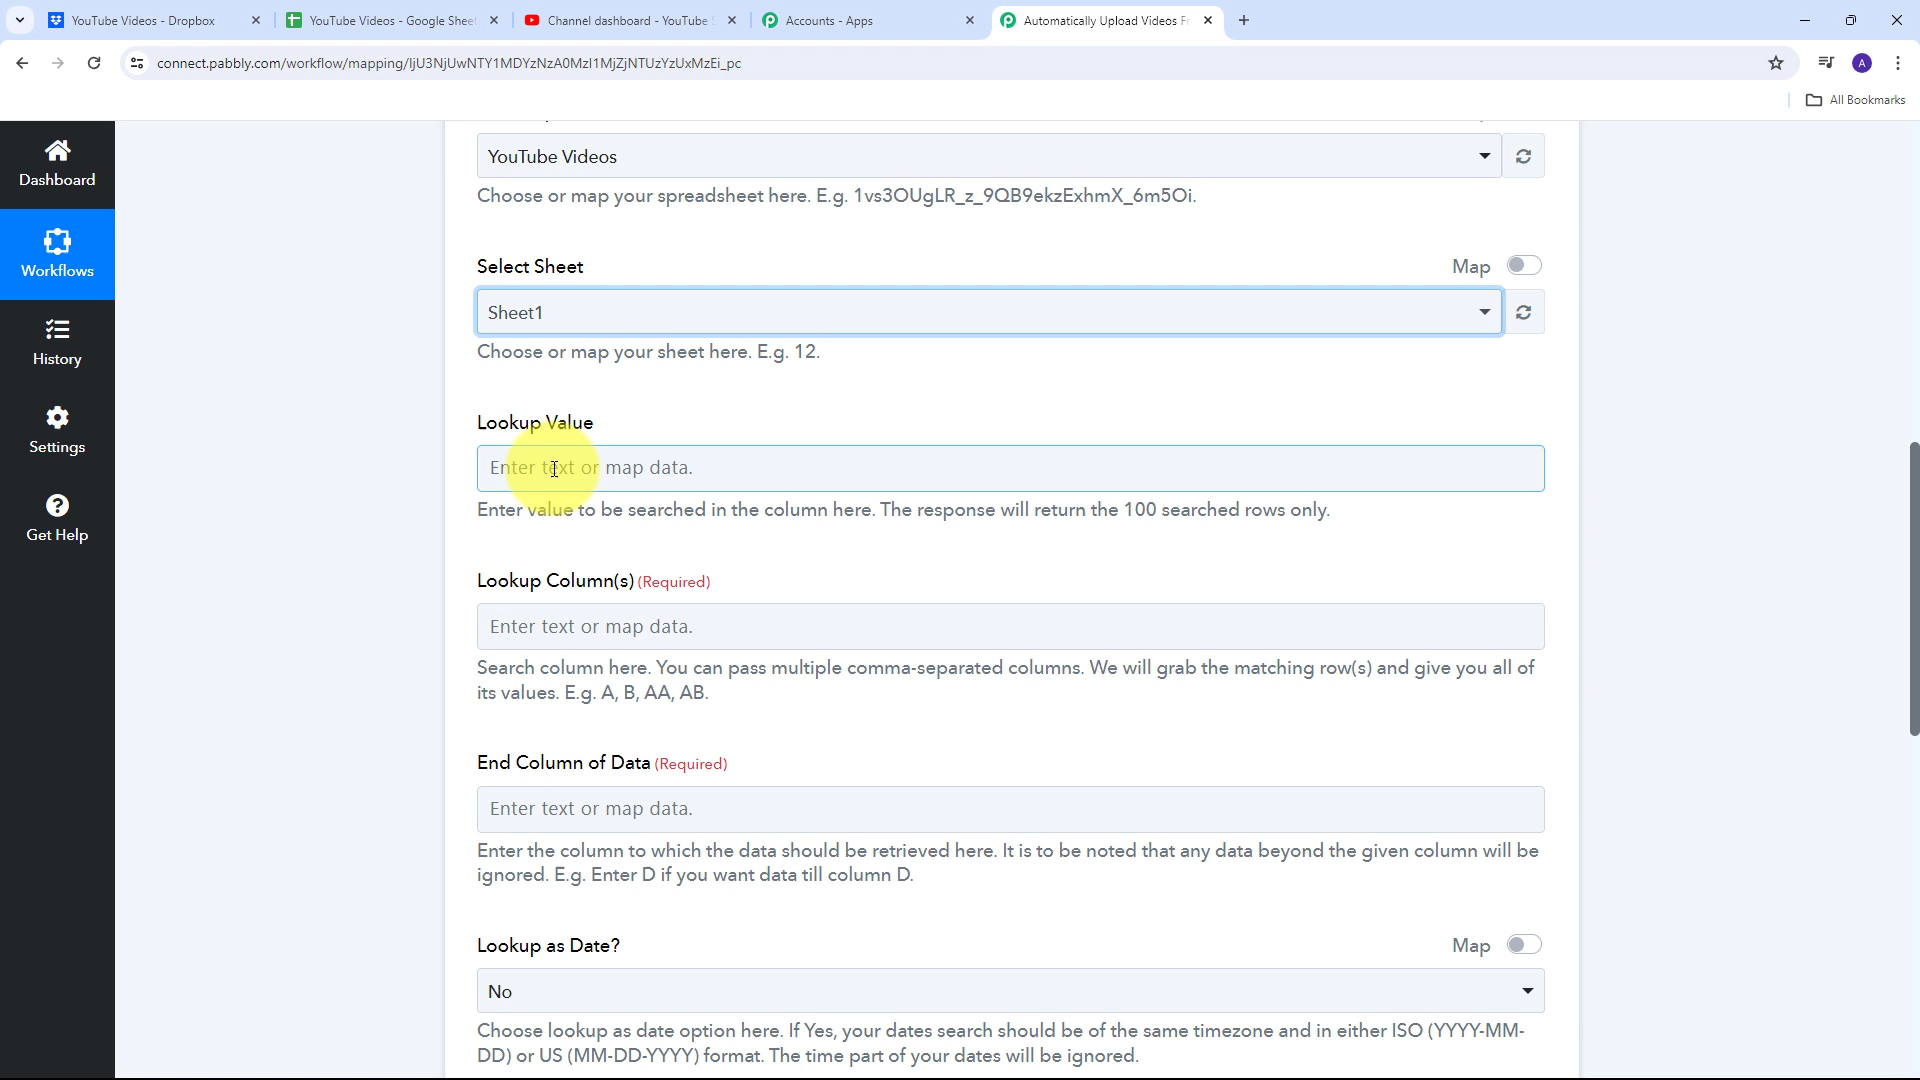 YouTube Videos - Dropbox
YouTube Videos - Google Sheet
Channel dashboard - YouTube S
Accounts - Apps
Automatically Upload Videos Fr
connect.pabbly.com/workflow/mapping/
A
All Bookmarks
Dashboard
Workflows
History
Settings
Get Help
YouTube Videos
Choose or map your spreadsheet here. E.g. 1vs3OUgLR_z_9QB9ekzExhmX_6m5Oi.
Select Sheet
Map
Sheet1
Choose or map your sheet here. E.g. 12.
Lookup Value
Enter text or map data.
Enter value to be searched in the column here. The response will return the 100 searched rows only.
Lookup Column(s) (Required)
Enter text or map data.
Search column here. You can pass multiple comma-separated columns. We will grab the matching row(s) and give you all of
its values. E.g. A, B, AA, AB.
End Column of Data (Required)
Enter text or map data.
Enter the column to which the data should be retrieved here. It is to be noted that any data beyond the given column will be
ignored. E.g. Enter D if you want data till column D.
Lookup as Date?
Map
No
Choose lookup as date option here. If Yes, your dates search should be of the same timezone and in either ISO (YYYY-MM-
DD) or US (MM-DD-YYYY) format. The time part of your dates will be ignored.